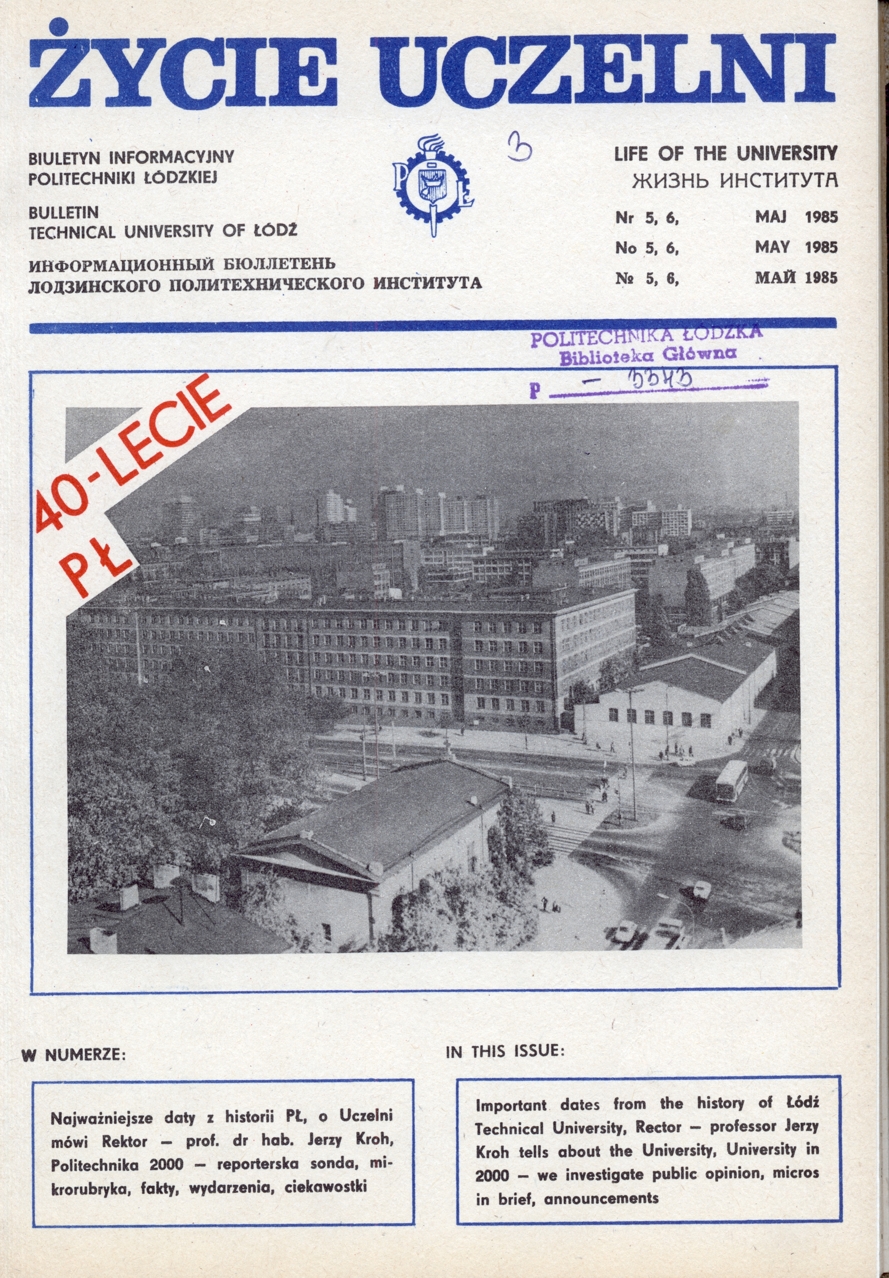 ŻYCIE UCZELNI
BIULETYN INFORMACYJNY
POLITECHNIKI ŁÓDZKIEJ
BULLETIN
TECHNICAL UNIVERSITY OF ŁÓDŹ
ИНФОРМАЦИОННЫЙ БЮЛЛЕТЕНЬ
ЛОДЗИНСКОГО ПОЛИТЕХНИЧЕСКОГО ИНСТИТУТА
P Ł
3
LIFE OF THE UNIVERSITY
ЖИЗНЬ ИНСТИТУТА
Nr 5, 6, MAJ 1985
No 5, 6, MAY 1985
№ 5, 6, МАЙ 1985
POLITECHNIKA ŁÓDZKA
Biblioteka Główna
P – 3343
40-LECIE
PŁ
W NUMERZE:
Najważniejsze daty z historii PŁ, o Uczelni
mówi Rektor — prof. dr hab. Jerzy Kroh,
Politechnika 2000 — reporterska sonda, mi-
krorubryka, fakty, wydarzenia, ciekawostki
IN THIS ISSUE:
Important dates from the history of Łódź
Technical University, Rector — professor Jerzy
Kroh tells about the University, University in
2000 — we investigate public opinion, micros
in brief, announcements